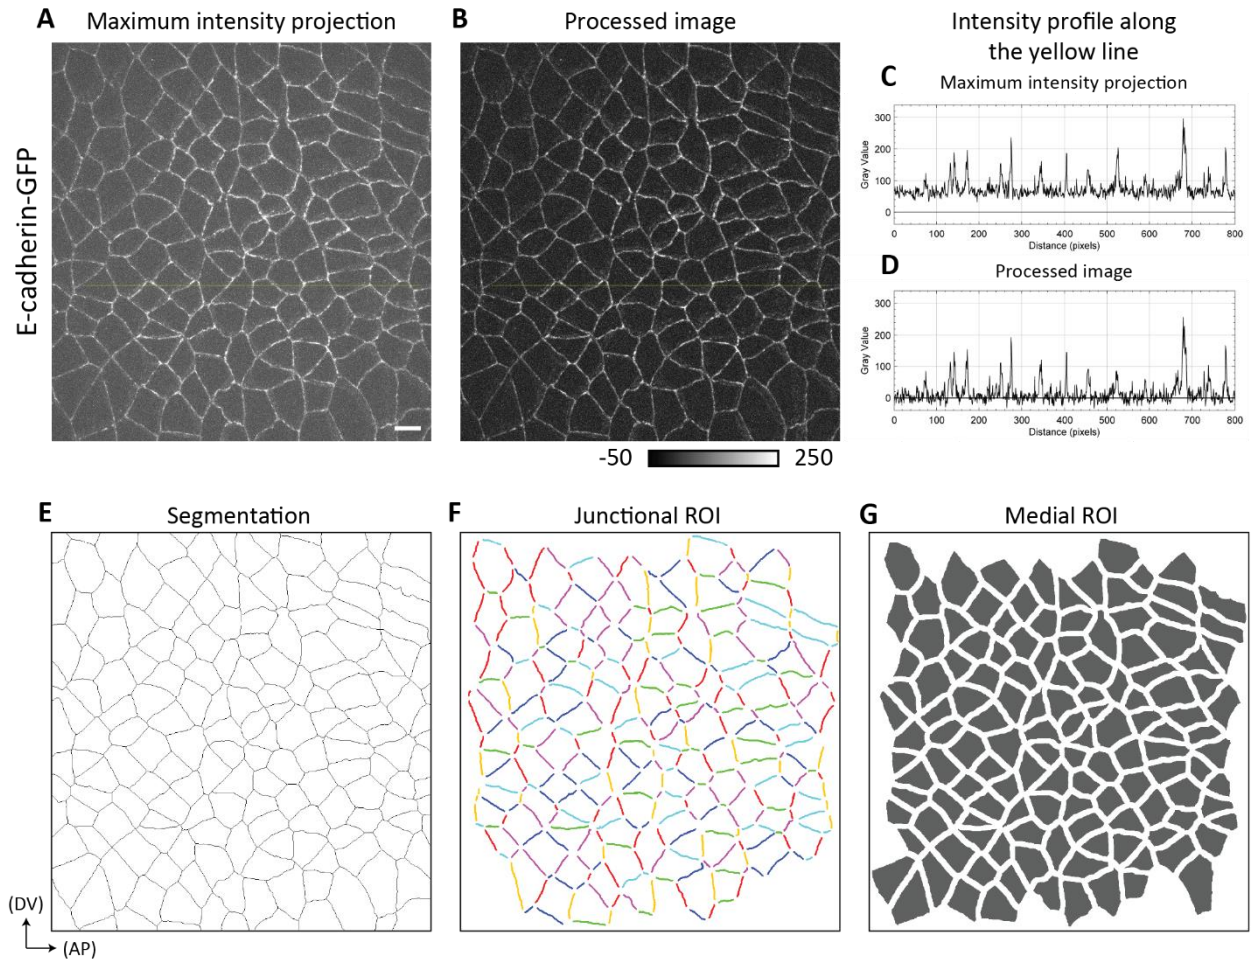 A Maximum intensity projection
B Processed image
Intensity profile along
the yellow line
E-cadherin-GFP
C Maximum intensity projection
300
200
100
0
Gray Value
0 100 200 300 400 500 600 700 800
Distance (pixels)
D Processed image
300
200
100
0
Gray Value
0 100 200 300 400 500 600 700 800
Distance (pixels)
-50 250
E Segmentation
F Junctional ROI
G Medial ROI
(DV)
(AP)